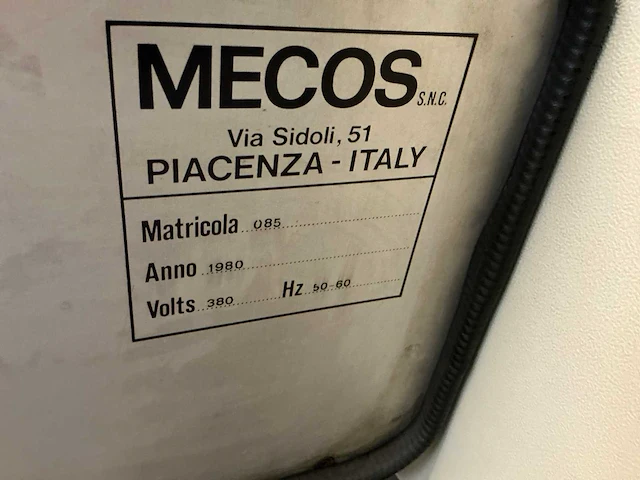 MECOS S.N.C.
Via Sidoli, 51
PIACENZA - ITALY
Matricola 085
Anno 1980
Volts 380 Hz 50-60